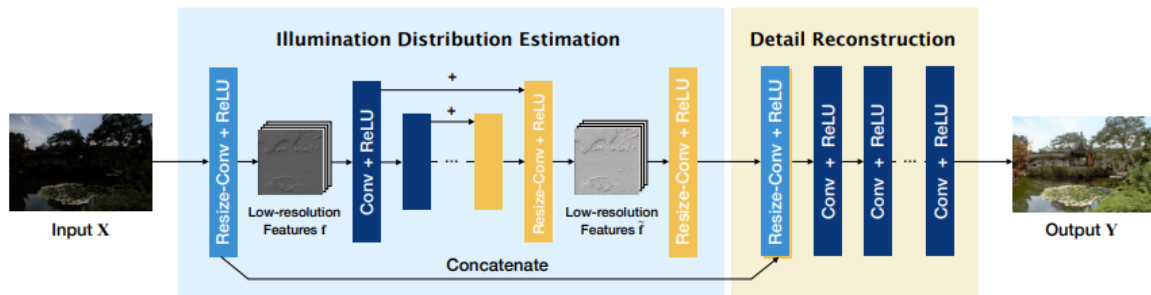 Illumination Distribution Estimation
Detail Reconstruction
Input X
Resize-Conv + ReLU
Low-resolution
Features f
Conv + ReLU
+
+
...
Resize-Conv + ReLU
Low-resolution
Features f̃
Resize-Conv + ReLU
Concatenate
Resize-Conv + ReLU
Conv + ReLU
Conv + ReLU
...
Conv + ReLU
Output Y